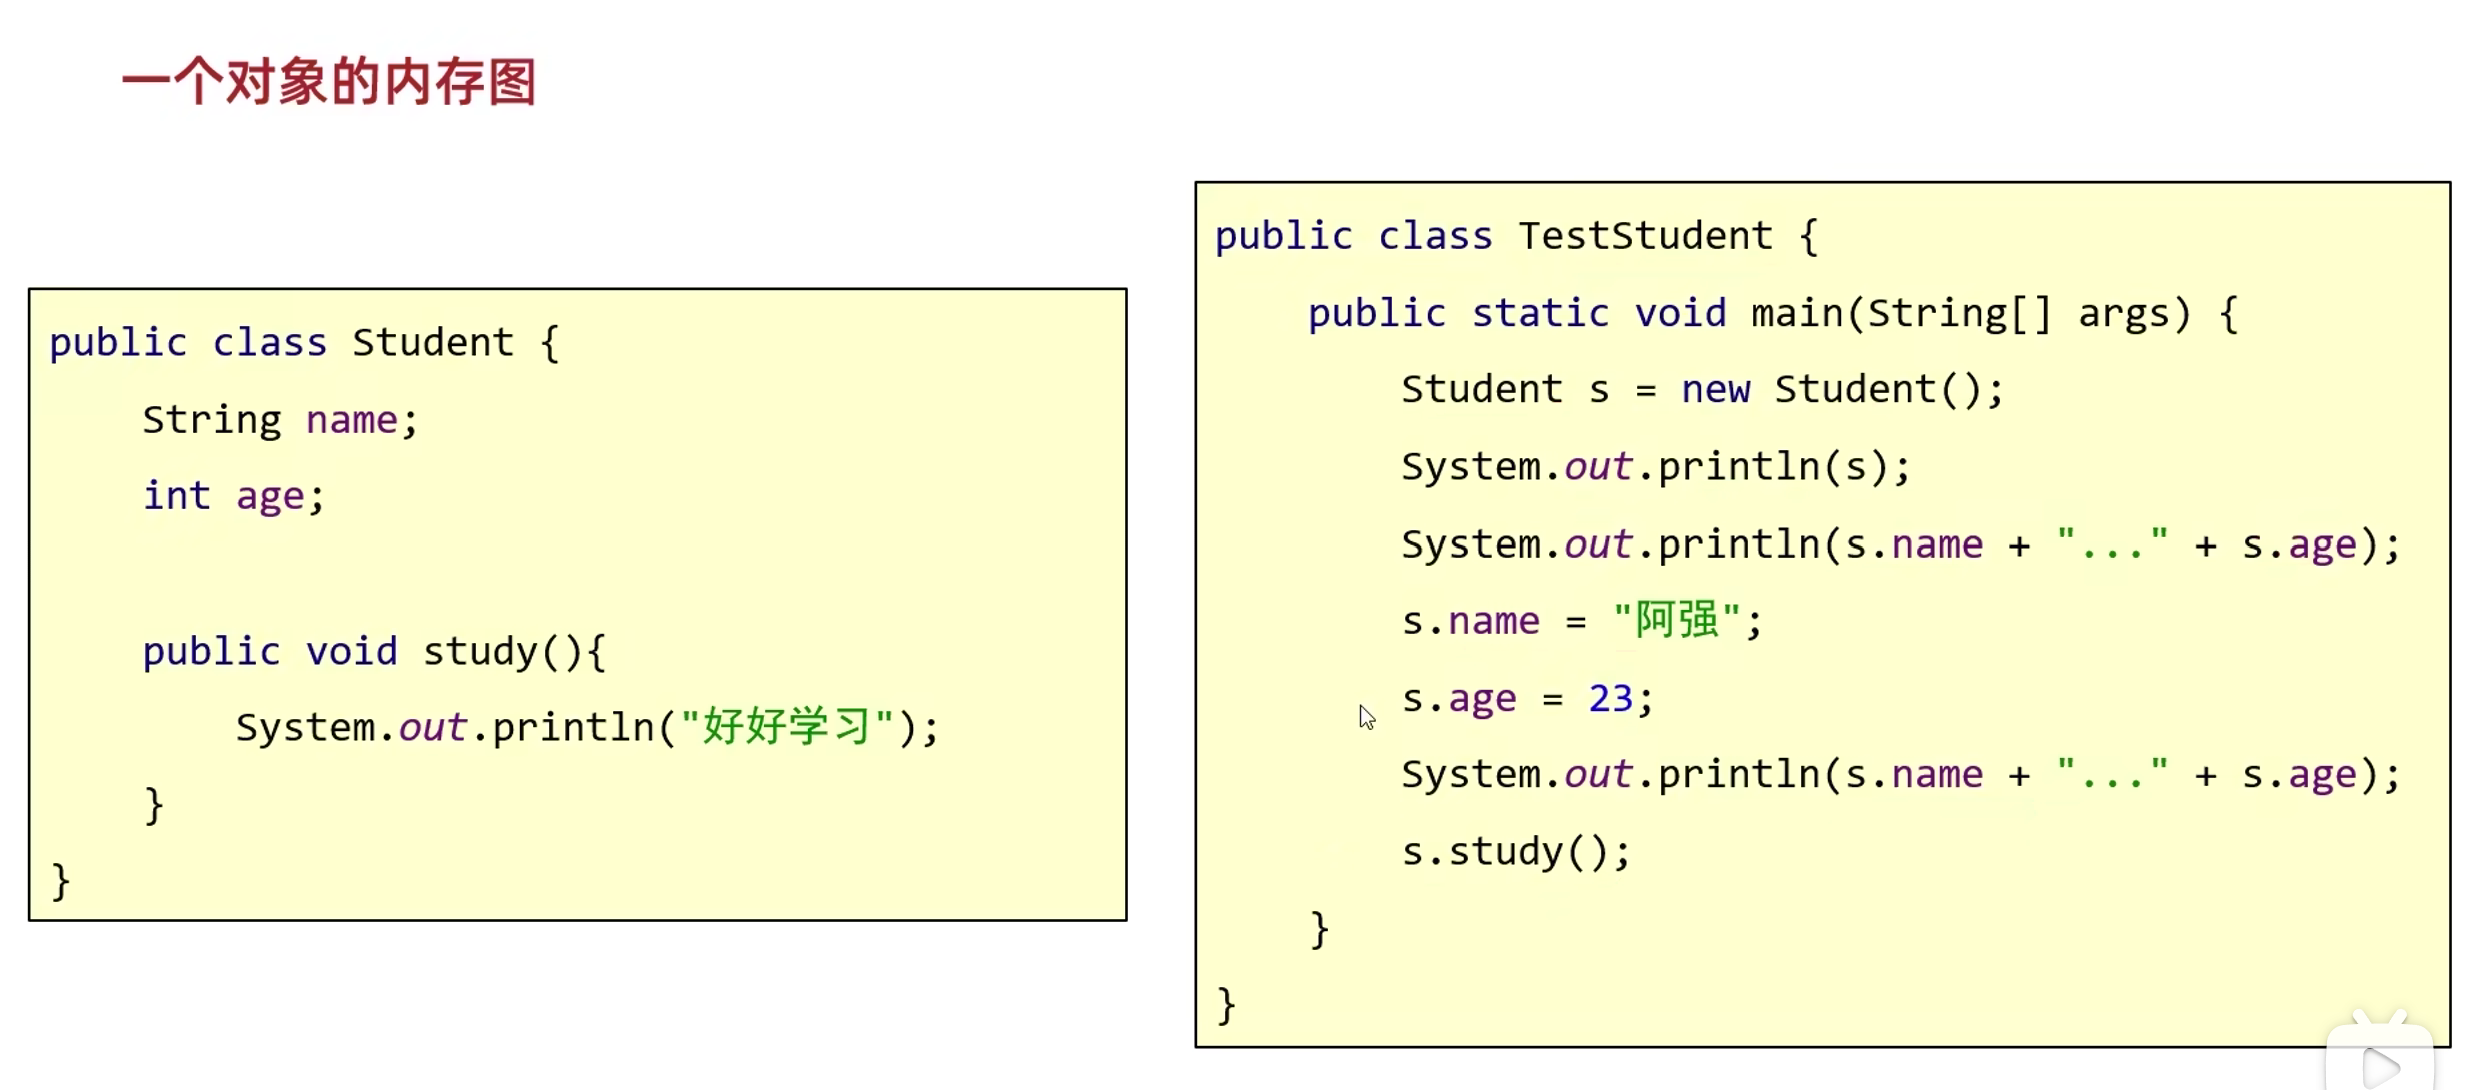 一个对象的内存图
public class Student {
    String name;
    int age;

    public void study(){
        System.out.println("好好学习");
    }
}
public class TestStudent {
    public static void main(String[] args) {
        Student s = new Student();
        System.out.println(s);
        System.out.println(s.name + "..." + s.age);
        s.name = "阿强";
        s.age = 23;
        System.out.println(s.name + "..." + s.age);
        s.study();
    }
}